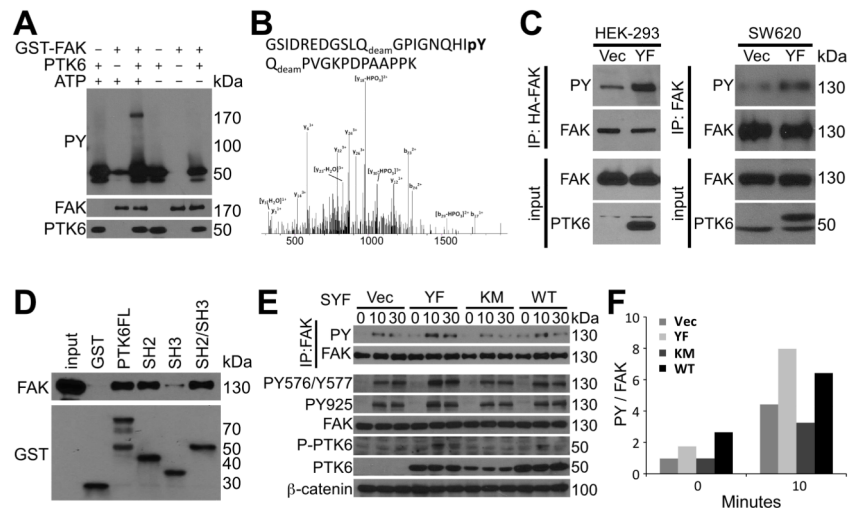 A
GST-FAK - + + - + +
PTK6 + - + + - +
ATP + + + - - -
kDa
PY
170
100
50
FAK 170
PTK6 50
B
GSIDREDGSLQdeamGPIGNQHIpY
QdeamPVGKPDPAAPPK
500 1000 1500
C
HEK-293 SW620
Vec YF Vec YF kDa
IP: HA-FAK
PY
FAK
IP: FAK
PY 130
FAK 130
input
FAK
PTK6
input
FAK 130
PTK6 50
D
input
GST
PTK6FL
SH2
SH3
SH2/SH3
kDa
FAK 130
GST
70
50
40
30
E
SYF Vec YF KM WT
0 10 30 0 10 30 0 10 30 0 10 30 kDa
IP:FAK
PY 130
FAK 130
PY576/Y577 130
PY925 130
FAK 130
P-PTK6 50
PTK6 50
β-catenin 100
F
Vec
YF
KM
WT
PY / FAK
10
8
6
4
2
0
0 10
Minutes